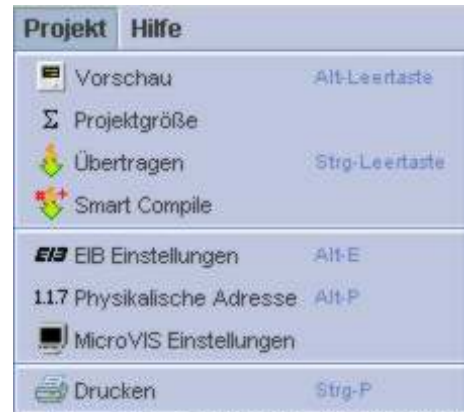 Projekt Hilfe
Vorschau Alt-Leertaste
Σ Projektgröße
Übertragen Strg-Leertaste
Smart Compile
EIB EIB Einstellungen Alt-E
1.1.7 Physikalische Adresse Alt-P
MicroVIS Einstellungen
Drucken Strg-P